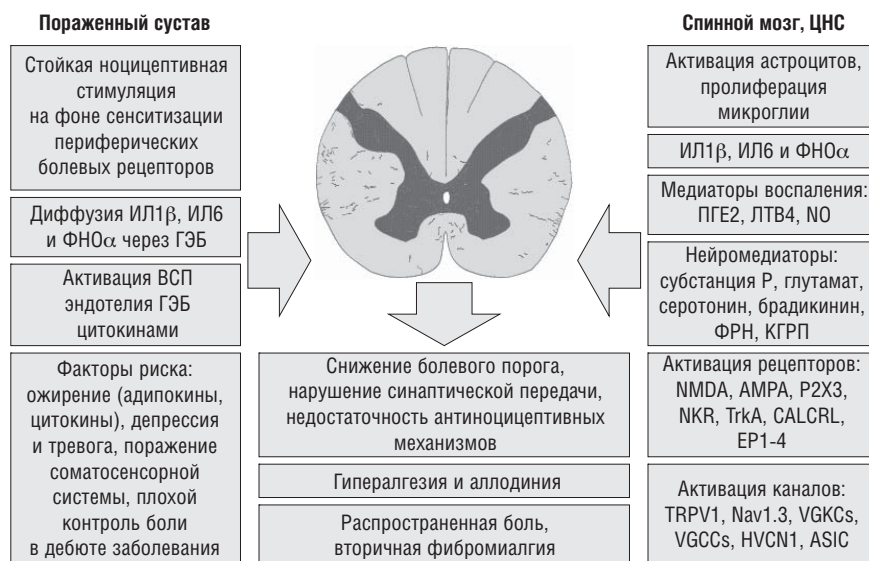 Пораженный сустав
Стойкая ноцицептивная
стимуляция
на фоне сенситизации
периферических
болевых рецепторов
Диффузия ИЛ1β, ИЛ6
и ФНОα через ГЭБ
Активация ВСП
эндотелия ГЭБ
цитокинами
Факторы риска:
ожирение (адипокины,
цитокины), депрессия
и тревога, поражение
соматосенсорной
системы, плохой
контроль боли
в дебюте заболевания
Снижение болевого порога,
нарушение синаптической передачи,
недостаточность антиноцицептивных
механизмов
Гипералгезия и аллодиния
Распространенная боль,
вторичная фибромиалгия
Спинной мозг, ЦНС
Активация астроцитов,
пролиферация
микроглии
ИЛ1β, ИЛ6 и ФНОα
Медиаторы воспаления:
ПГЕ2, ЛТВ4, NO
Нейромедиаторы:
субстанция Р, глутамат,
серотонин, брадикинин,
ФРН, КГРП
Активация рецепторов:
NMDA, AMPA, P2X3,
NKR, TrkA, CALCRL,
EP1-4
Активация каналов:
TRPV1, Nav1.3, VGKCs,
VGCCs, HVCN1, ASIC